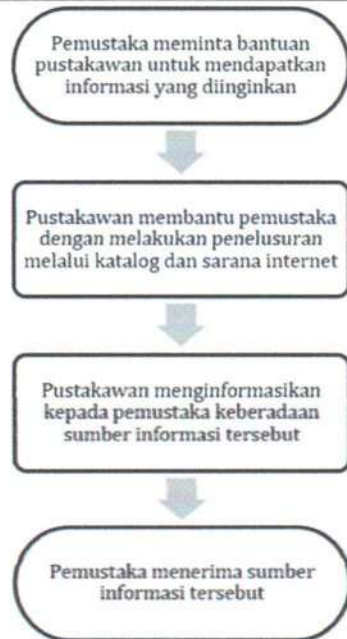 Pemustaka meminta bantuan
pustakawan untuk mendapatkan
informasi yang diinginkan
Pustakawan membantu pemustaka
dengan melakukan penelusuran
melalui katalog dan sarana internet
Pustakawan menginformasikan
kepada pemustaka keberadaan
sumber informasi tersebut
Pemustaka menerima sumber
informasi tersebut